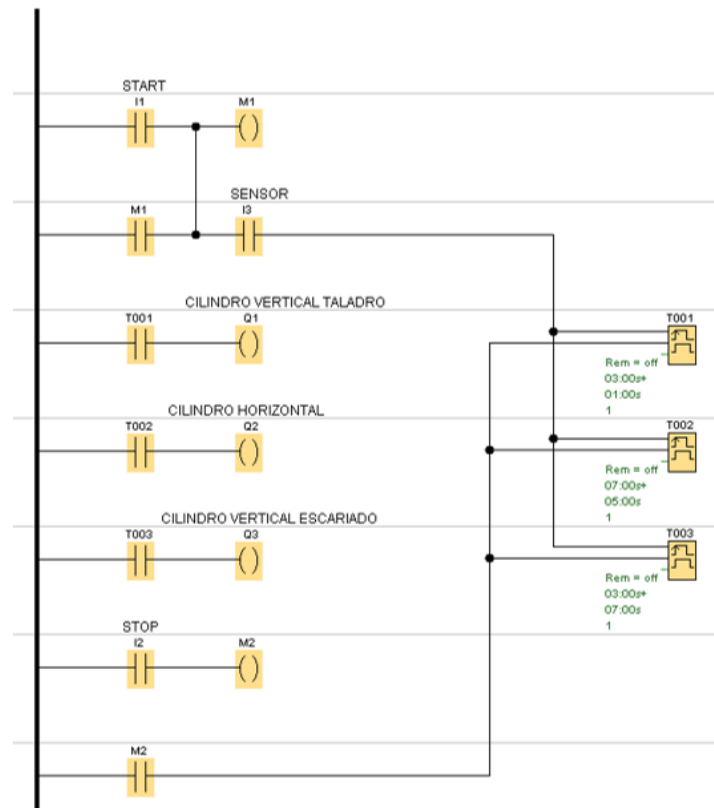 START
I1 M1
SENSOR
M1 I3
CILINDRO VERTICAL TALADRO
T001 Q1 T001
Rem = off
03:00s+
01:00s
1
CILINDRO HORIZONTAL
T002 Q2 T002
Rem = off
07:00s+
05:00s
1
CILINDRO VERTICAL ESCARIADO
T003 Q3 T003
Rem = off
03:00s+
07:00s
1
STOP
I2 M2
M2